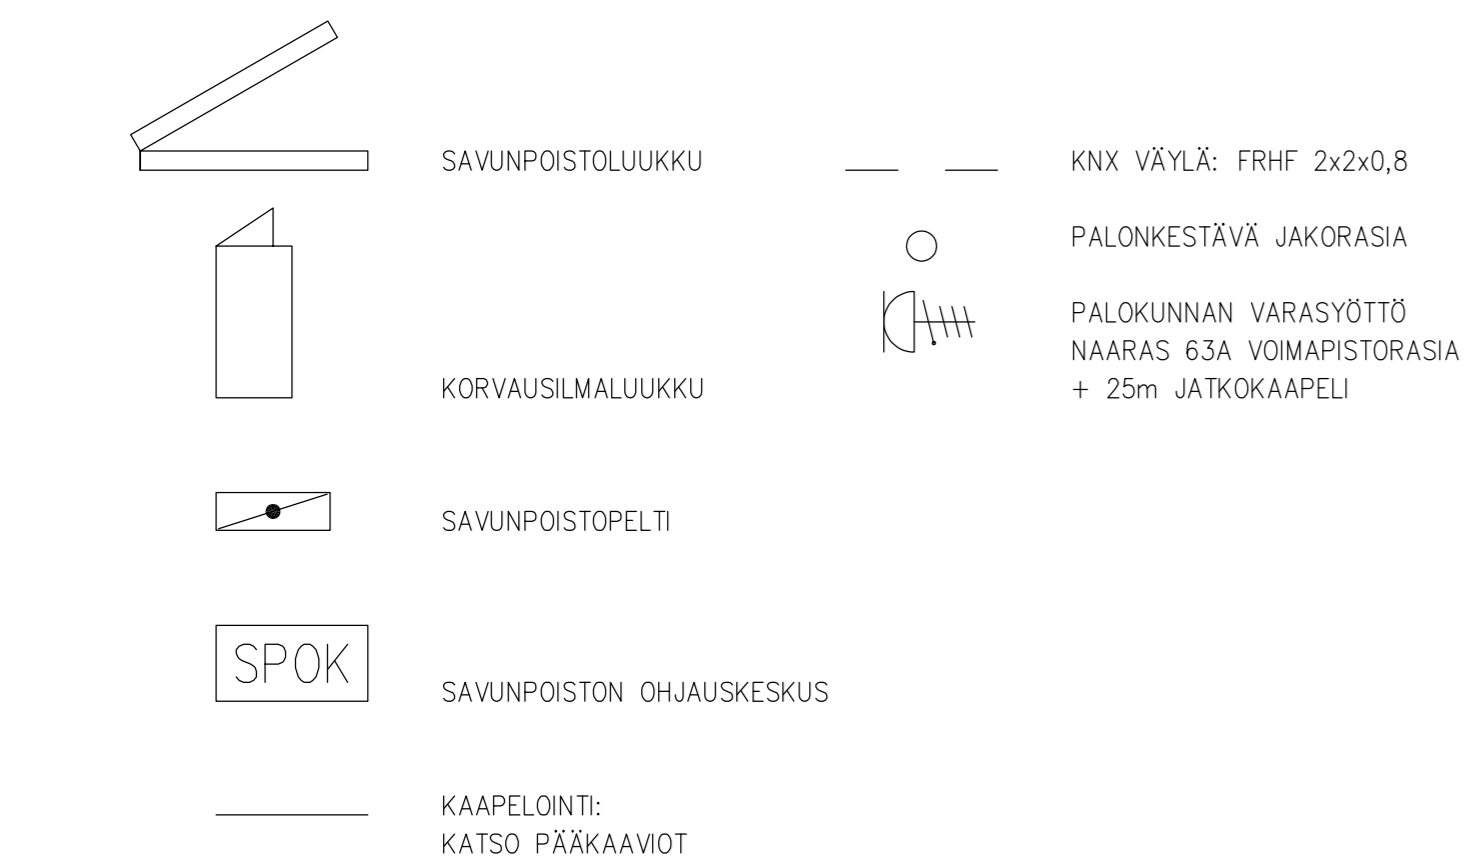 SAVUNPOISTOLUUKKU
KORVAUSILMALUUKKU
SAVUNPOISTOPELTI
SPOK
SAVUNPOISTON OHJAUSKESKUS
KAAPELOINTI:
KATSO PÄÄKAAVIOT
KNX VÄYLÄ: FRHF 2x2x0,8
PALONKESTÄVÄ JAKORASIA
PALOKUNNAN VARASYÖTTÖ
NAARAS 63A VOIMAPISTORASIA
+ 25m JATKOKAAPELI